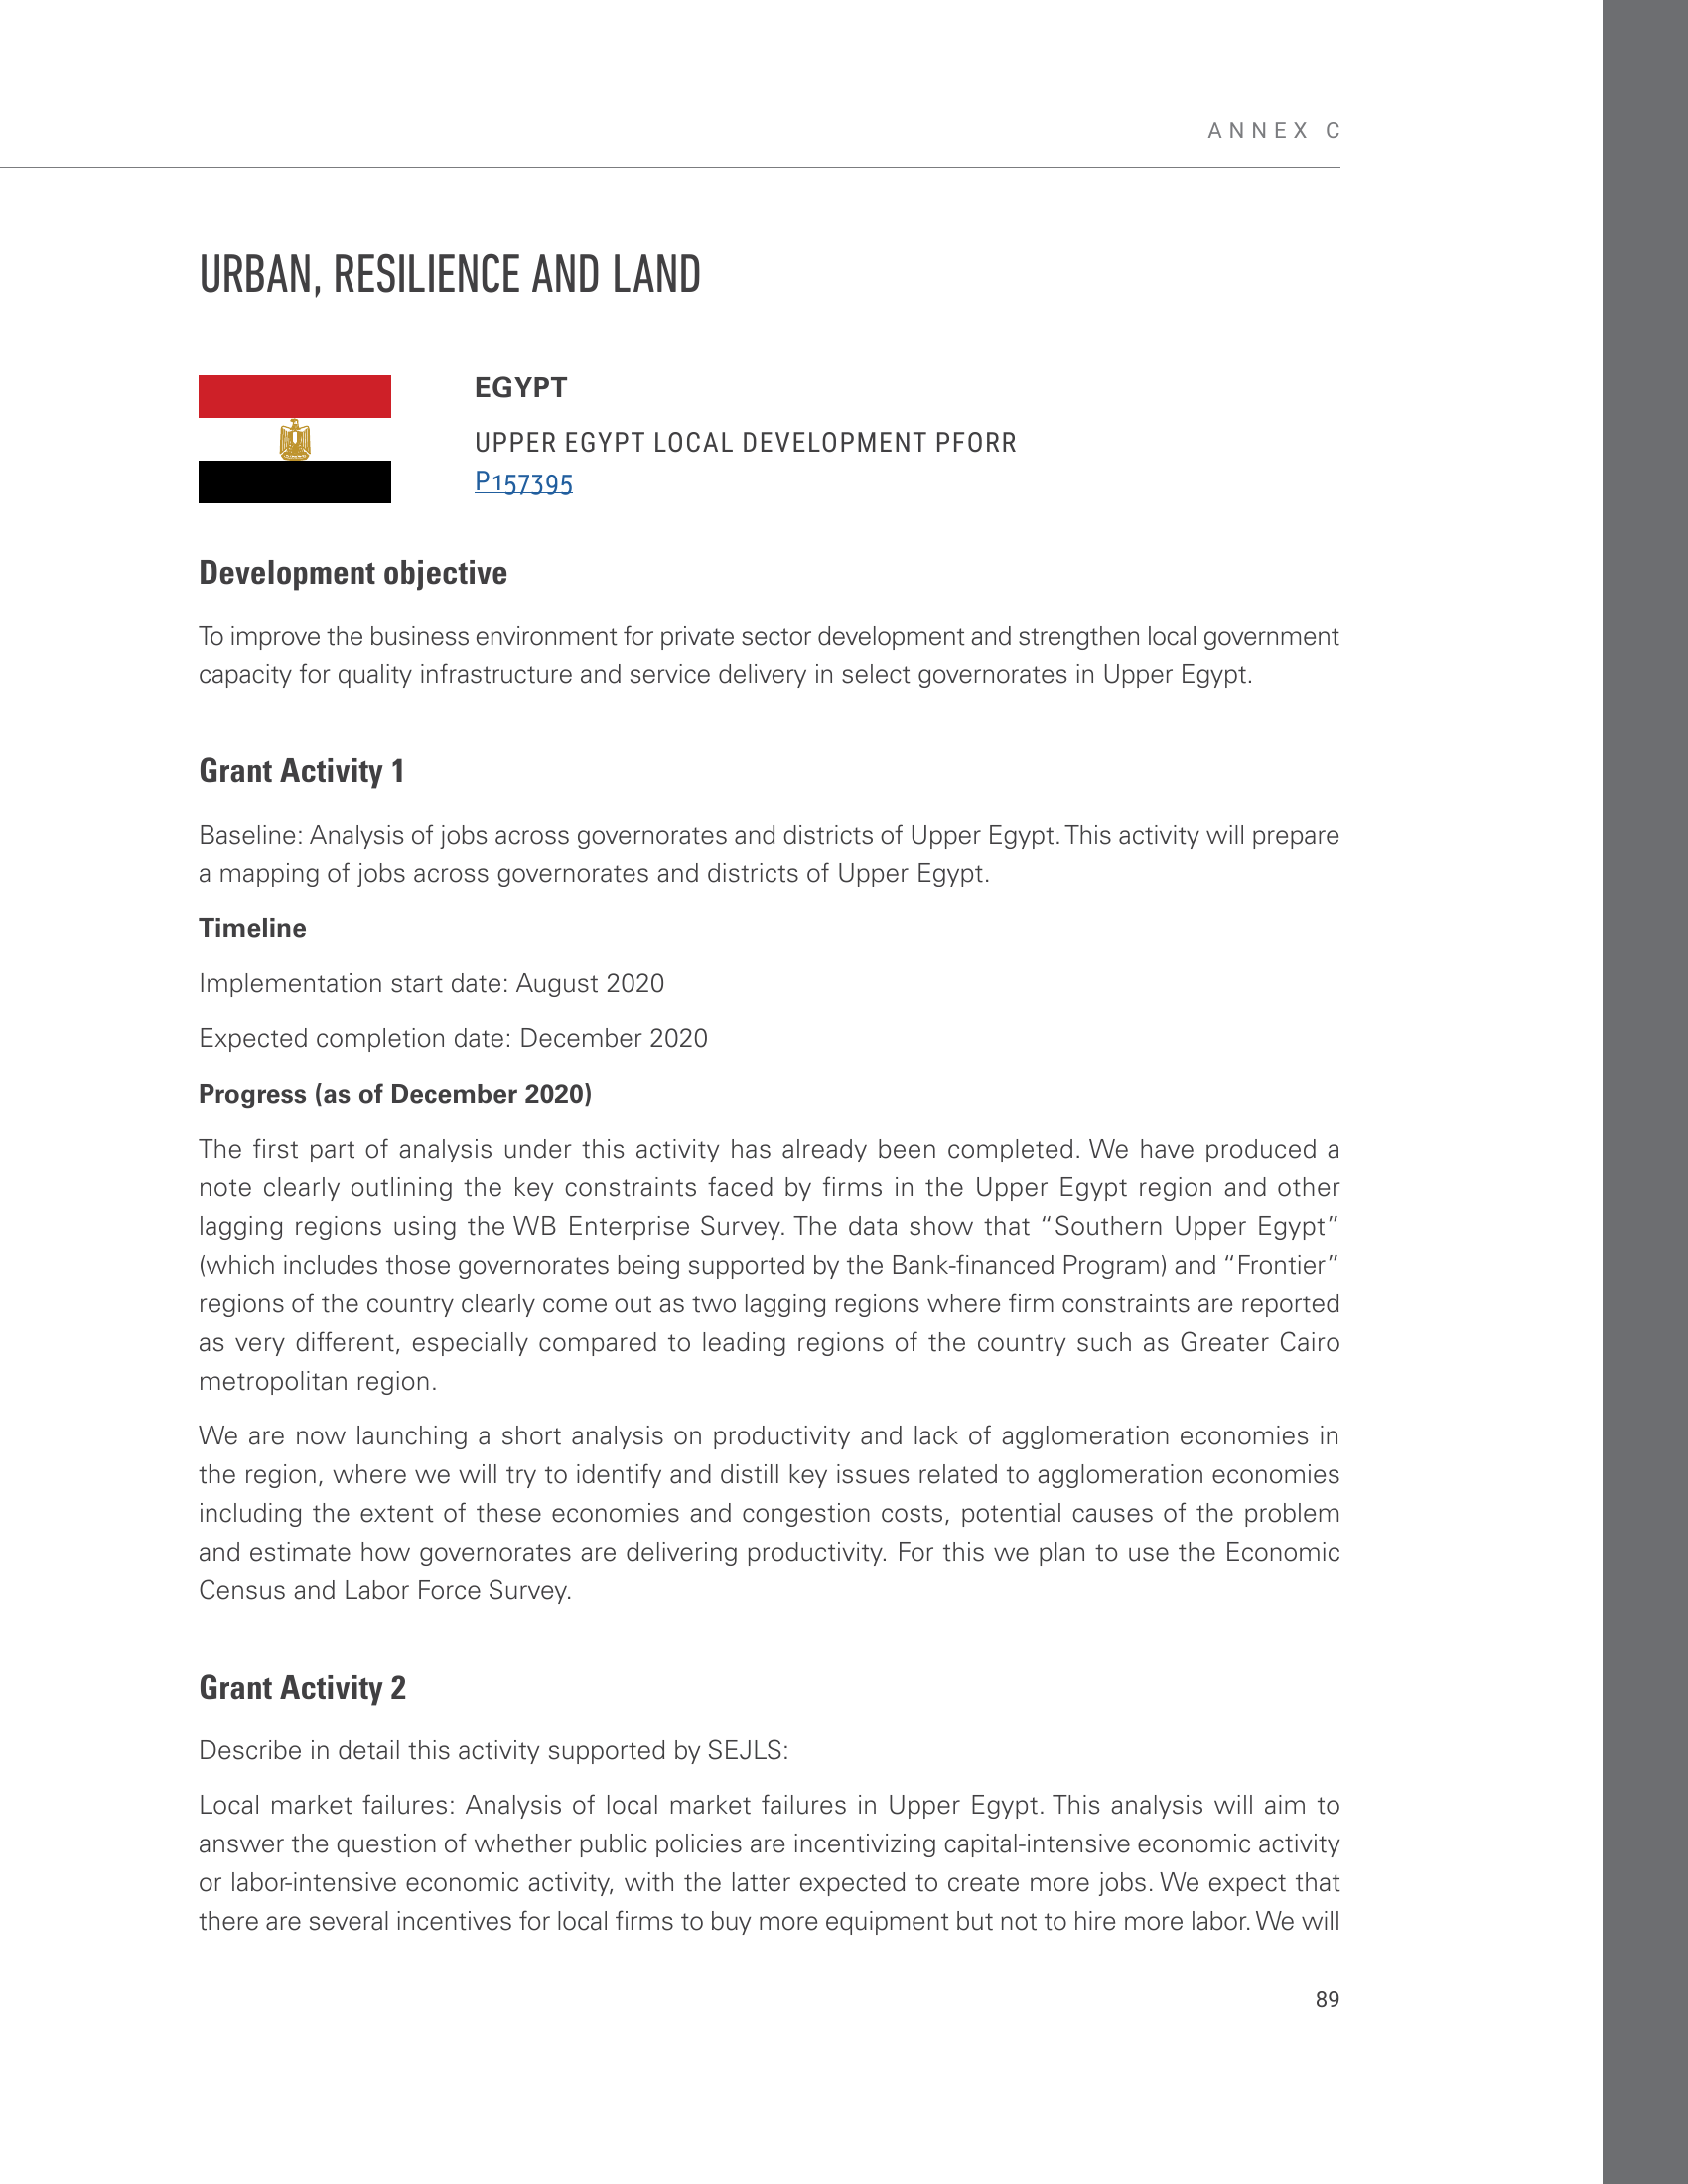 ANNEX C
URBAN, RESILIENCE AND LAND
EGYPT
UPPER EGYPT LOCAL DEVELOPMENT PFORR
P157395
Development objective
To improve the business environment for private sector development and strengthen local government
capacity for quality infrastructure and service delivery in select governorates in Upper Egypt.
Grant Activity 1
Baseline: Analysis of jobs across governorates and districts of Upper Egypt. This activity will prepare
a mapping of jobs across governorates and districts of Upper Egypt.
Timeline
Implementation start date: August 2020
Expected completion date: December 2020
Progress (as of December 2020)
The first part of analysis under this activity has already been completed. We have produced a
note clearly outlining the key constraints faced by firms in the Upper Egypt region and other
lagging regions using the WB Enterprise Survey. The data show that “Southern Upper Egypt”
(which includes those governorates being supported by the Bank-financed Program) and “Frontier”
regions of the country clearly come out as two lagging regions where firm constraints are reported
as very different, especially compared to leading regions of the country such as Greater Cairo
metropolitan region.
We are now launching a short analysis on productivity and lack of agglomeration economies in
the region, where we will try to identify and distill key issues related to agglomeration economies
including the extent of these economies and congestion costs, potential causes of the problem
and estimate how governorates are delivering productivity. For this we plan to use the Economic
Census and Labor Force Survey.
Grant Activity 2
Describe in detail this activity supported by SEJLS:
Local market failures: Analysis of local market failures in Upper Egypt. This analysis will aim to
answer the question of whether public policies are incentivizing capital-intensive economic activity
or labor-intensive economic activity, with the latter expected to create more jobs. We expect that
there are several incentives for local firms to buy more equipment but not to hire more labor. We will
89